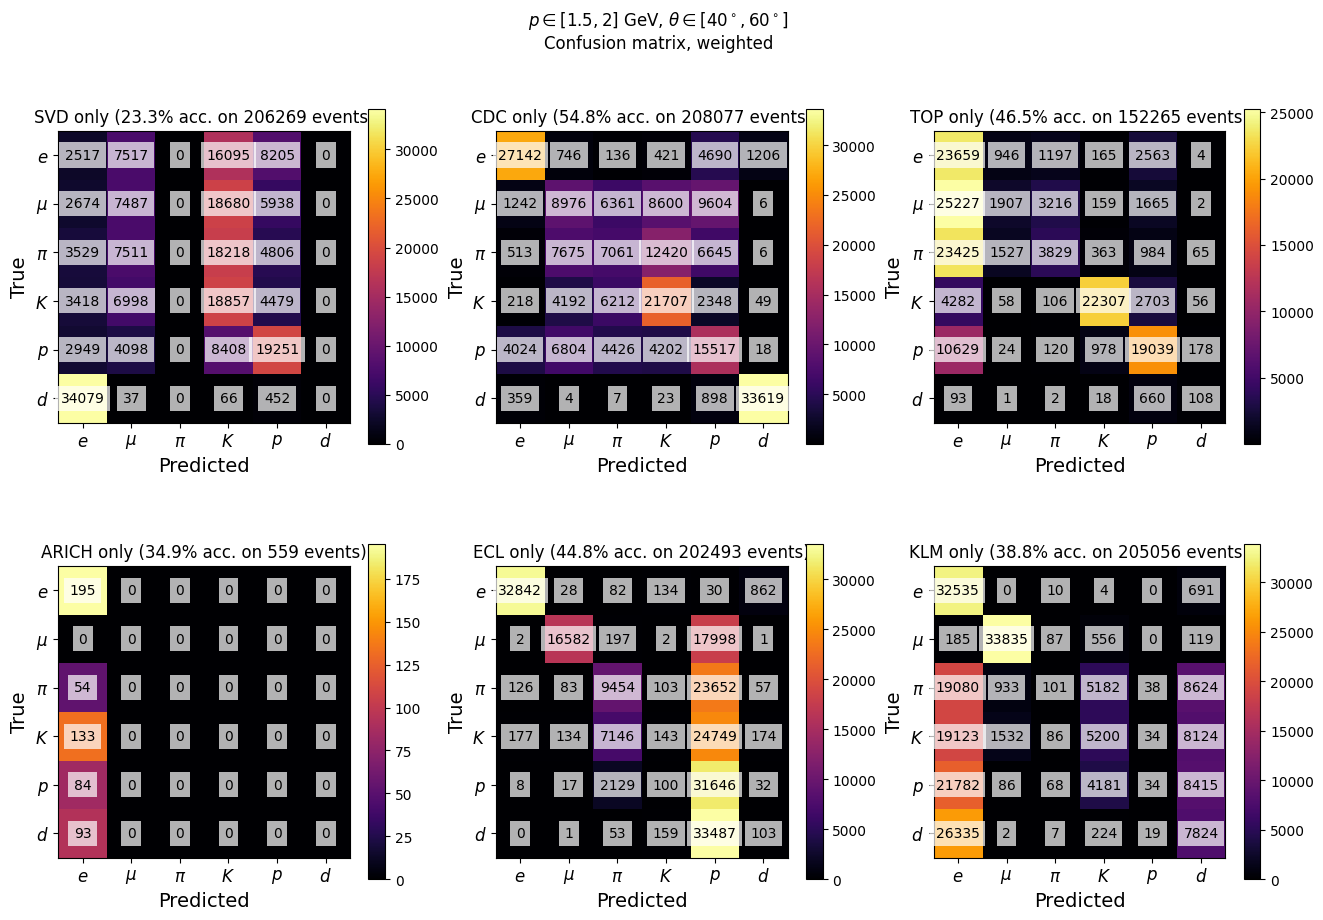 p ∈ [1.5, 2] GeV, θ ∈ [40°, 60°]
Confusion matrix, weighted
SVD only (23.3% acc. on 206269 events
True
e 2517 7517 0 16095 8205 0
μ 2674 7487 0 18680 5938 0
π 3529 7511 0 18218 4806 0
K 3418 6998 0 18857 4479 0
p 2949 4098 0 8408 19251 0
d 34079 37 0 66 452 0
e μ π K p d
Predicted
30000
25000
20000
15000
10000
5000
0
CDC only (54.8% acc. on 208077 events
True
27142 746 136 421 4690 1206
e
μ 1242 8976 6361 8600 9604 6
π 513 7675 7061 12420 6645 6
K 218 4192 6212 21707 2348 49
p 4024 6804 4426 4202 15517 18
d 359 4 7 23 898 33619
e μ π K p d
Predicted
30000
25000
20000
15000
10000
5000
TOP only (46.5% acc. on 152265 events
True
e 23659 946 1197 165 2563 4
μ 25227 1907 3216 159 1665 2
π 23425 1527 3829 363 984 65
K 4282 58 106 22307 2703 56
p 10629 24 120 978 19039 178
d 93 1 2 18 660 108
e μ π K p d
Predicted
25000
20000
15000
10000
5000
ARICH only (34.9% acc. on 559 events)
True
e 195 0 0 0 0 0
μ 0 0 0 0 0 0
π 54 0 0 0 0 0
K 133 0 0 0 0 0
p 84 0 0 0 0 0
d 93 0 0 0 0 0
e μ π K p d
Predicted
175
150
125
100
75
50
25
0
ECL only (44.8% acc. on 202493 events)
True
e 32842 28 82 134 30 862
μ 2 16582 197 2 17998 1
π 126 83 9454 103 23652 57
K 177 134 7146 143 24749 174
p 8 17 2129 100 31646 32
d 0 1 53 159 33487 103
e μ π K p d
Predicted
30000
25000
20000
15000
10000
5000
0
KLM only (38.8% acc. on 205056 events
True
e 32535 0 10 4 0 691
μ 185 33835 87 556 0 119
π 19080 933 101 5182 38 8624
K 19123 1532 86 5200 34 8124
p 21782 86 68 4181 34 8415
d 26335 2 7 224 19 7824
e μ π K p d
Predicted
30000
25000
20000
15000
10000
5000
0